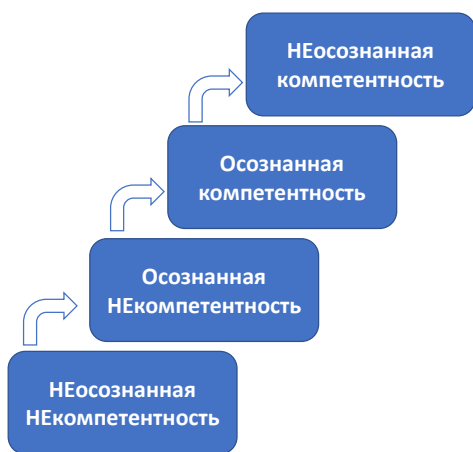 НЕосознанная
компетентность
Осознанная
компетентность
Осознанная
НЕкомпетентность
НЕосознанная
НЕкомпетентность